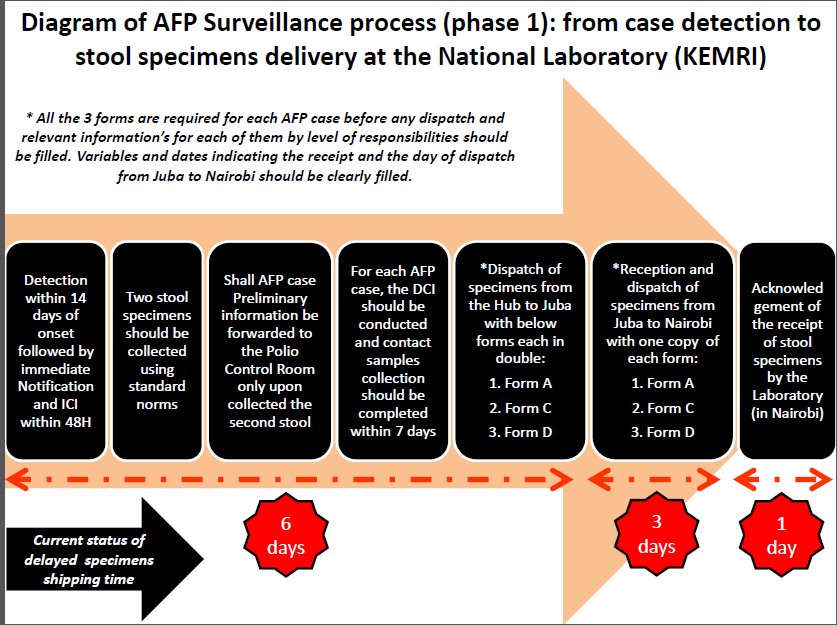 Diagram of AFP Surveillance process (phase 1): from case detection to
stool specimens delivery at the National Laboratory (KEMRI)
* All the 3 forms are required for each AFP case before any dispatch and
relevant information’s for each of them by level of responsibilities should
be filled. Variables and dates indicating the receipt and the day of dispatch
from Juba to Nairobi should be clearly filled.
Detection
within 14
days of
onset
followed by
immediate
Notification
and ICI
within 48H
Two stool
specimens
should be
collected
using
standard
norms
Shall AFP case
Preliminary
information be
forwarded to
the Polio
Control Room
only upon
collected the
second stool
For each AFP
case, the DCI
should be
conducted
and contact
samples
collection
should be
completed
within 7 days
*Dispatch of
specimens from
the Hub to Juba
with below
forms each in
double:
1. Form A
2. Form C
3. Form D
*Reception and
dispatch of
specimens from
Juba to Nairobi
with one copy of
each form:
1. Form A
2. Form C
3. Form D
Acknowled
gement of
the receipt
of stool
specimens
by the
Laboratory
(in Nairobi)
Current status of
delayed specimens
shipping time
6
days
3
days
1
day